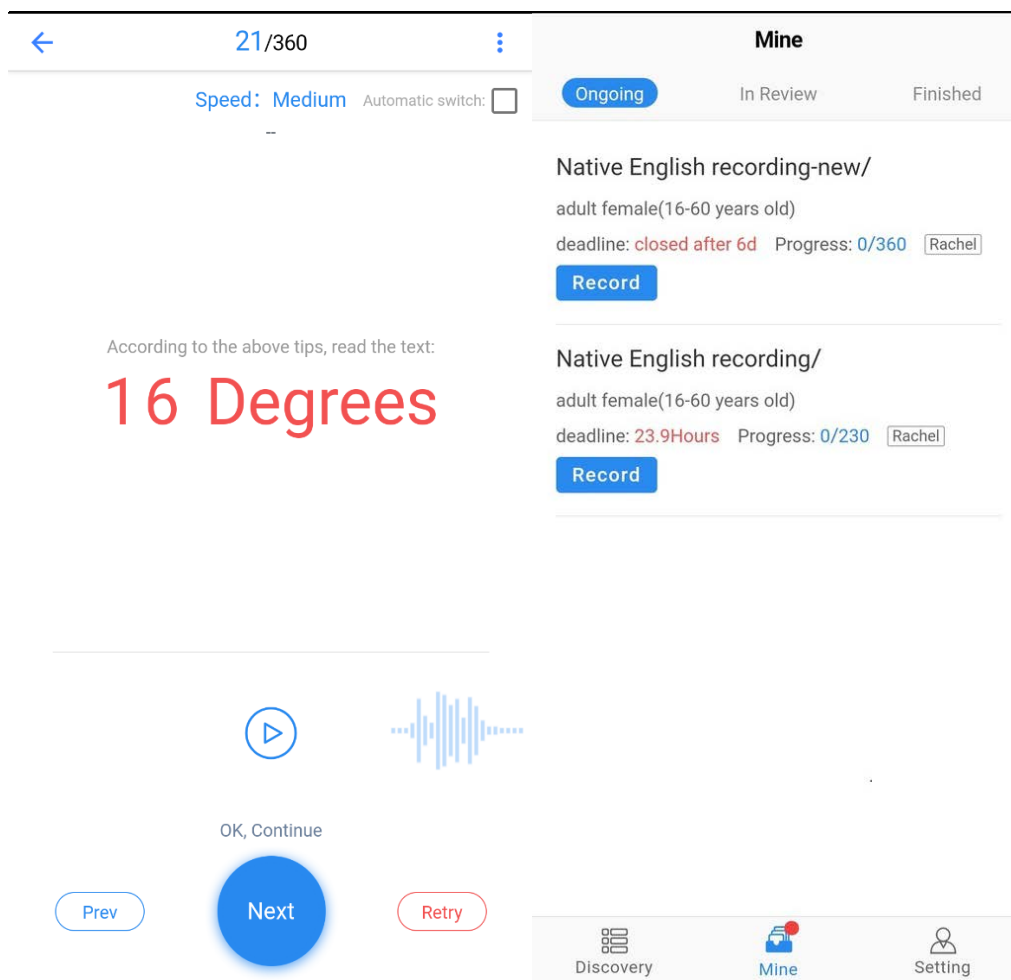 21/360
Speed: Medium Automatic switch:
--
According to the above tips, read the text:
16 Degrees
OK, Continue
Prev
Next
Retry
Mine
Ongoing In Review Finished
Native English recording-new/
adult female(16-60 years old)
deadline: closed after 6d Progress: 0/360 Rachel
Record
Native English recording/
adult female(16-60 years old)
deadline: 23.9Hours Progress: 0/230 Rachel
Record
Discovery Mine Setting